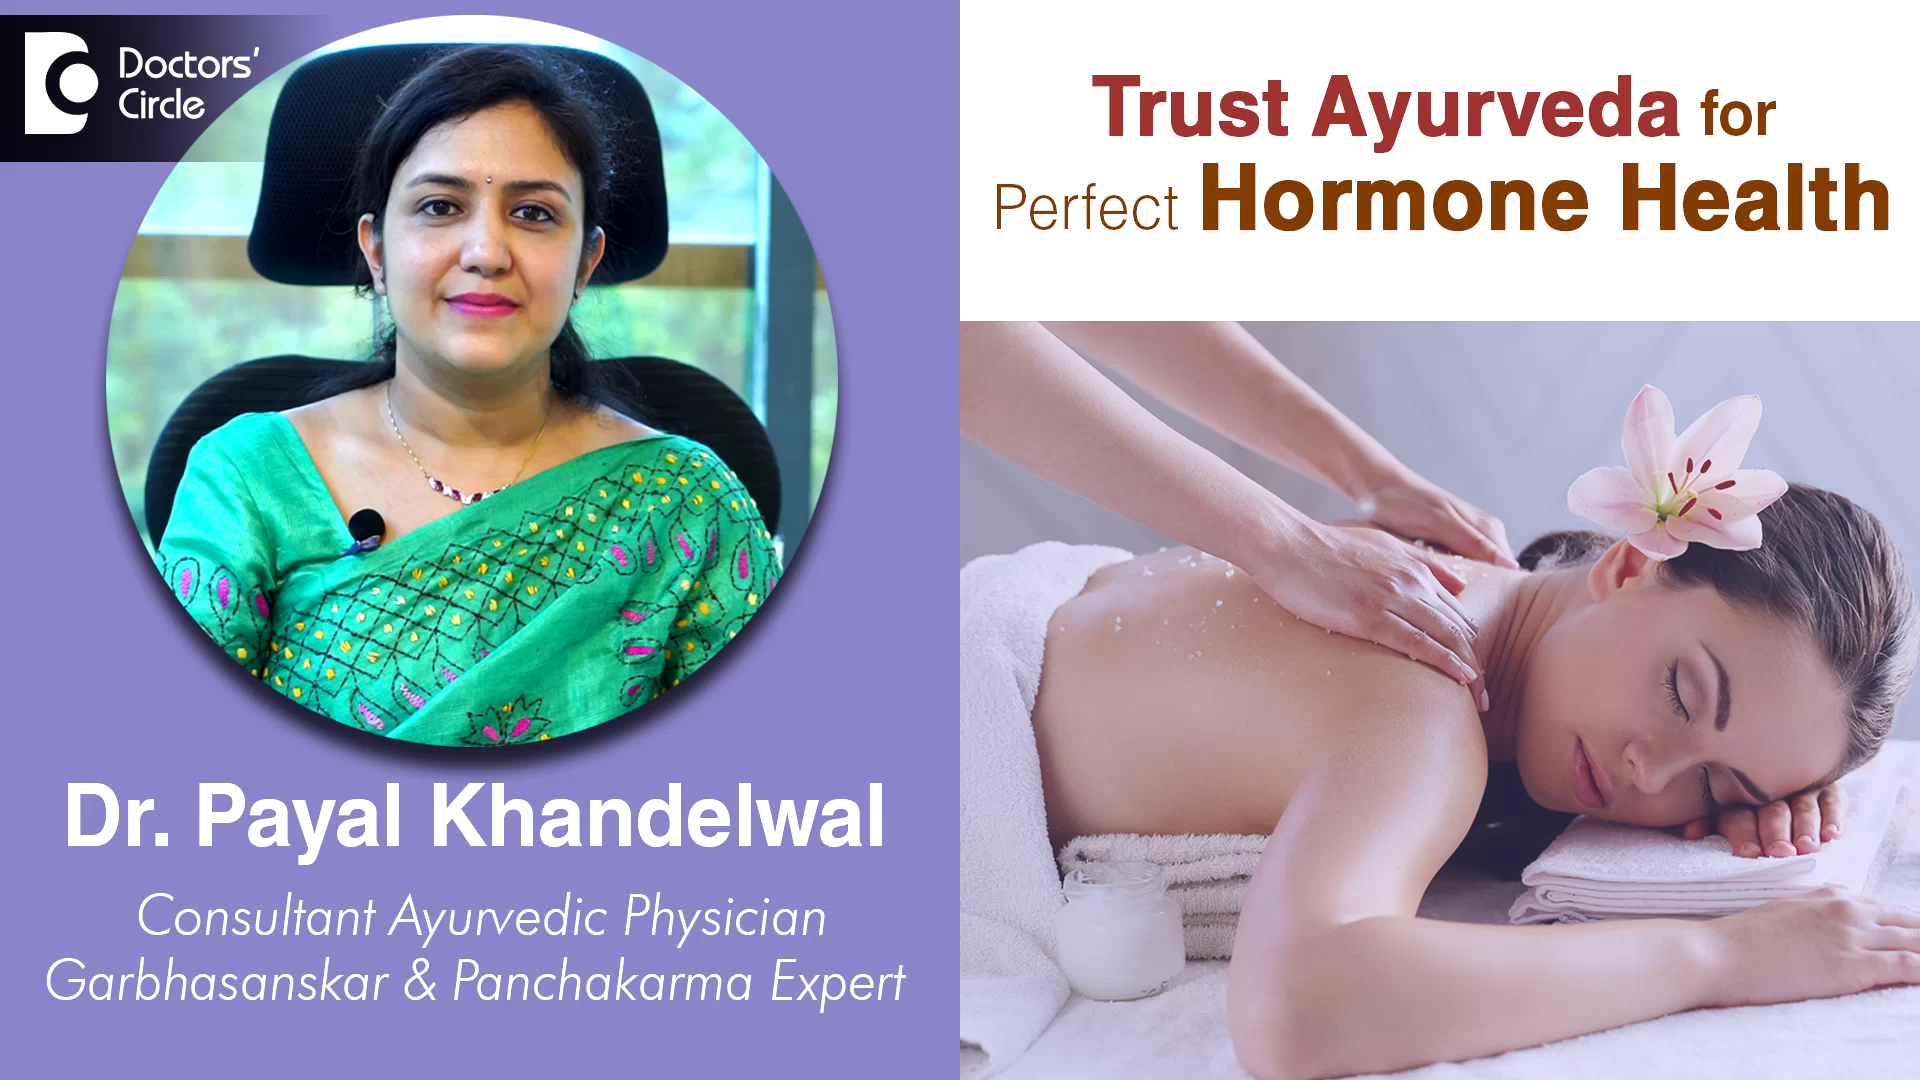 Doctors'
Circle
Trust Ayurveda for
Perfect Hormone Health
Dr. Payal Khandelwal
Consultant Ayurvedic Physician
Garbhasanskar & Panchakarma Expert